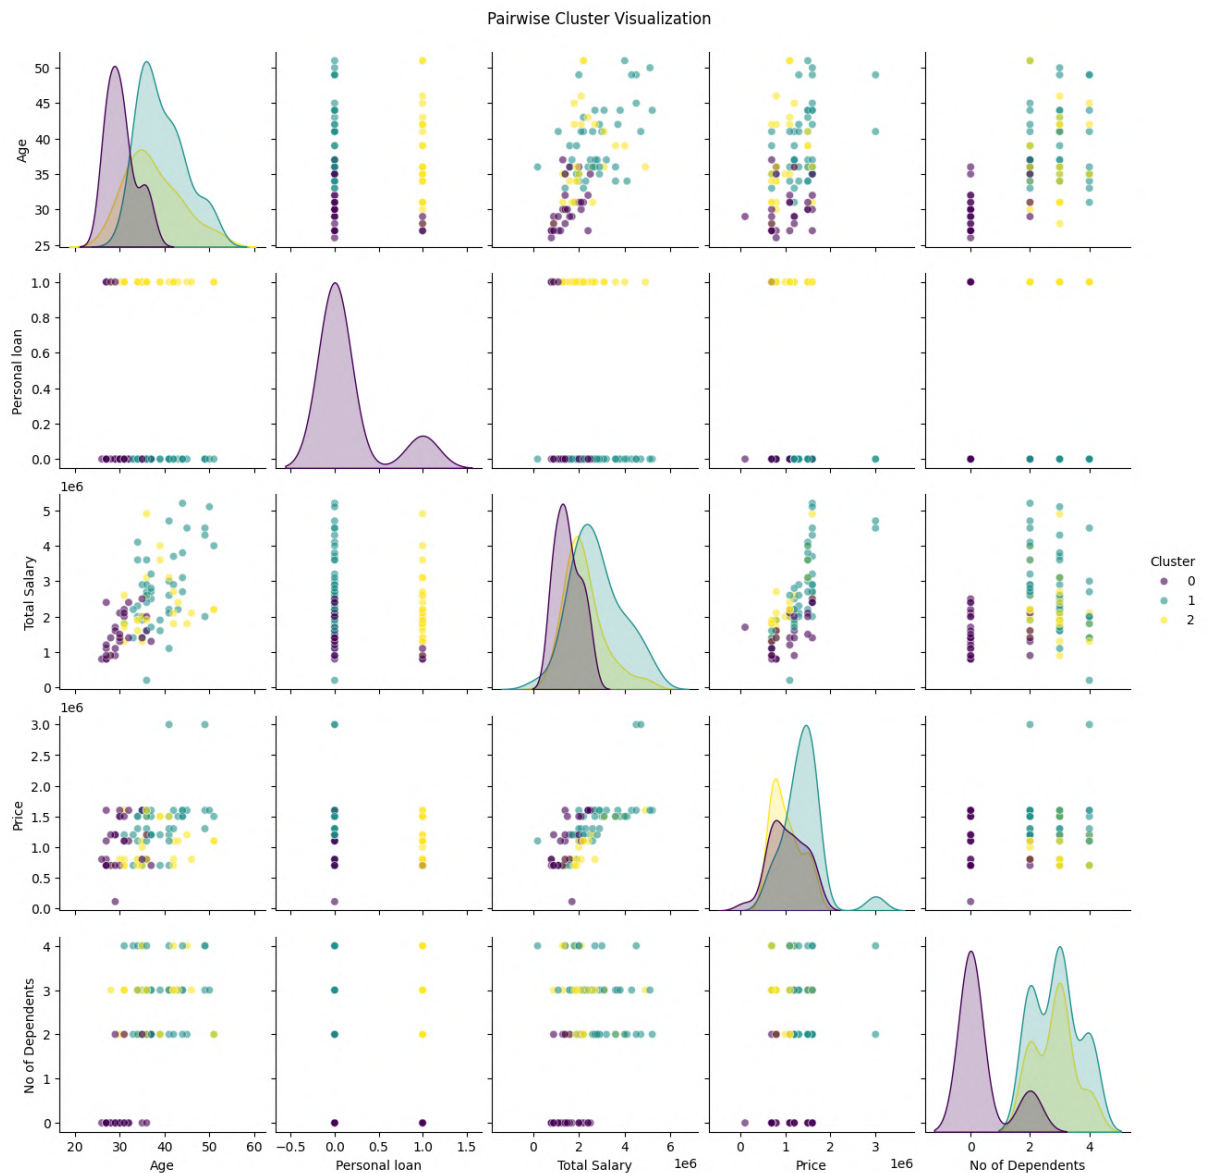 Pairwise Cluster Visualization
50
45
40
35
30
25
Age
1.0
0.8
0.6
0.4
0.2
0.0
Personal loan
1e6
5
4
3
2
1
0
Total Salary
Cluster
0
1
2
1e6
3.0
2.5
2.0
1.5
1.0
0.5
0.0
Price
4
3
2
1
0
No of Dependents
20 30 40 50 60
Age
−0.5 0.0 0.5 1.0 1.5
Personal loan
0 2 4 6
1e6
Total Salary
0 1 2 3
1e6
Price
0 2 4
No of Dependents